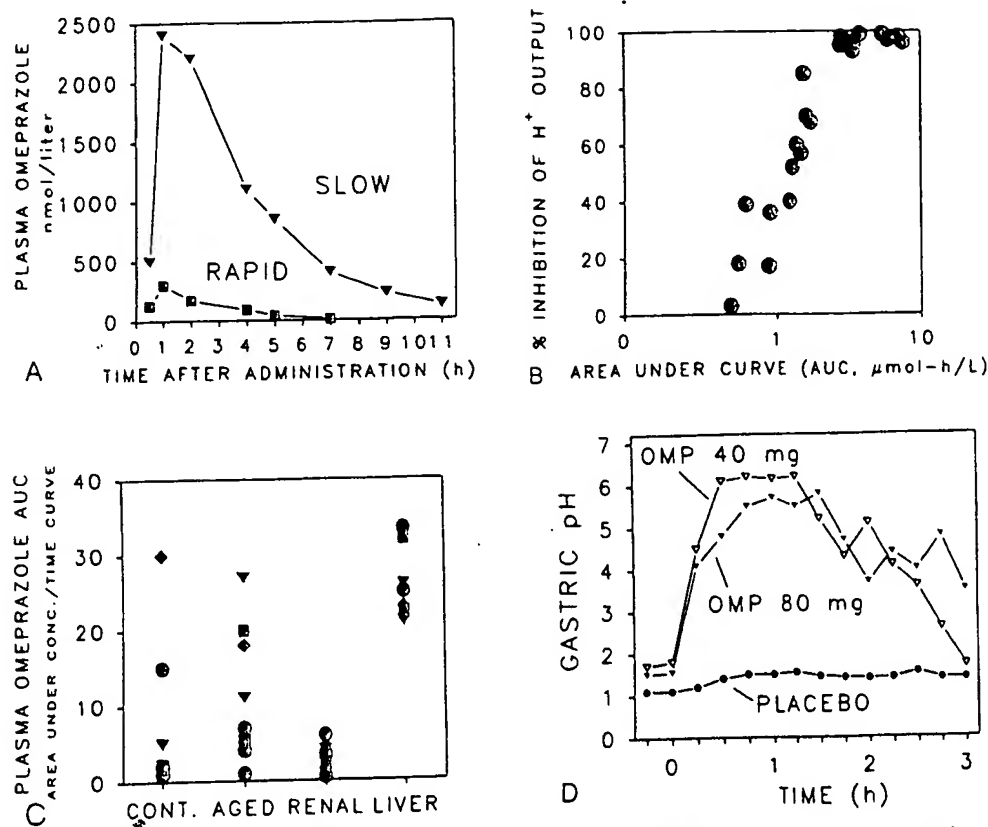 PLASMA OMEPRAZOLE
nmol/liter
2500
2000
1500
1000
500
0
SLOW
RAPID
0 1 2 3 4 5 6 7 8 9 10 11
TIME AFTER ADMINISTRATION (h)
A
% INHIBITION OF H+ OUTPUT
100
80
60
40
20
0
0 1 10
AREA UNDER CURVE (AUC, μmol-h/L)
B
PLASMA OMEPRAZOLE AUC
AREA UNDER CONC./TIME CURVE
40
30
20
10
0
CONT. AGED RENAL LIVER
C
GASTRIC pH
7
6
5
4
3
2
1
0
OMP 40 mg
OMP 80 mg
PLACEBO
0 1 2 3
TIME (h)
D